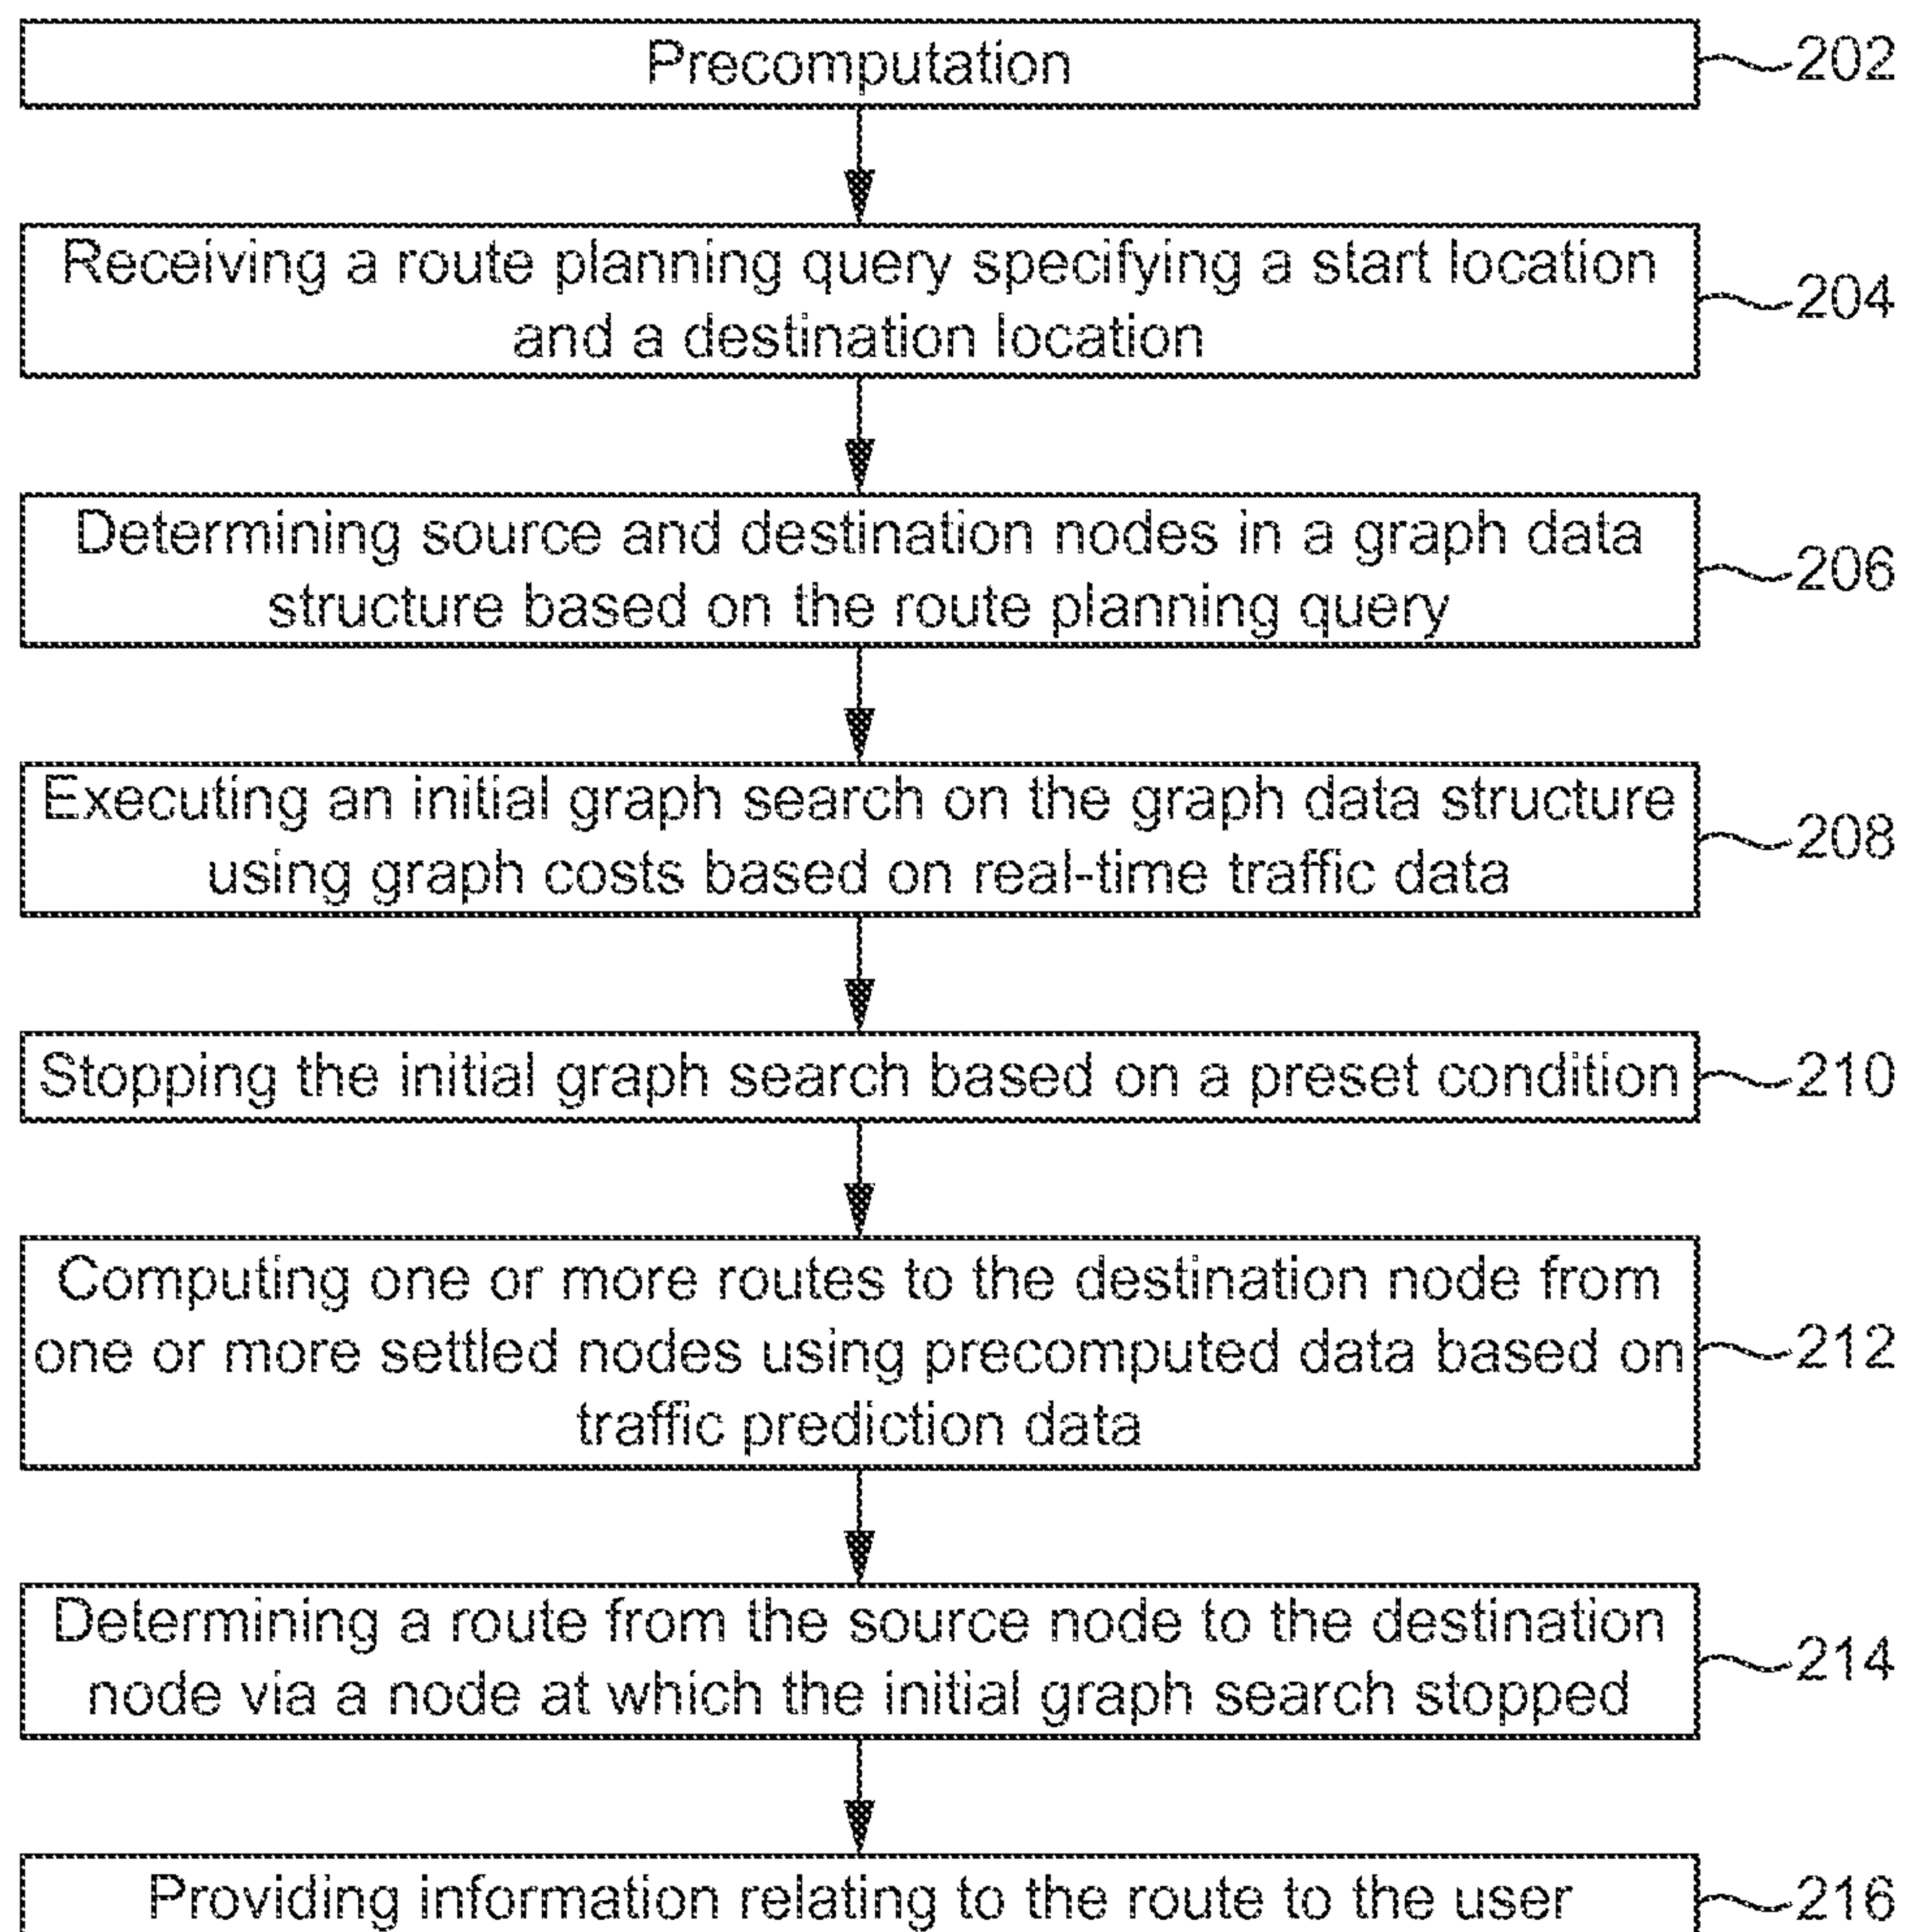 Precomputation
202
Receiving a route planning query specifying a start location
and a destination location
204
Determining source and destination nodes in a graph data
structure based on the route planning query
206
Executing an initial graph search on the graph data structure
using graph costs based on real-time traffic data
208
Stopping the initial graph search based on a preset condition
210
Computing one or more routes to the destination node from
one or more settled nodes using precomputed data based on
traffic prediction data
212
Determining a route from the source node to the destination
node via a node at which the initial graph search stopped
214
Providing information relating to the route to the user
216